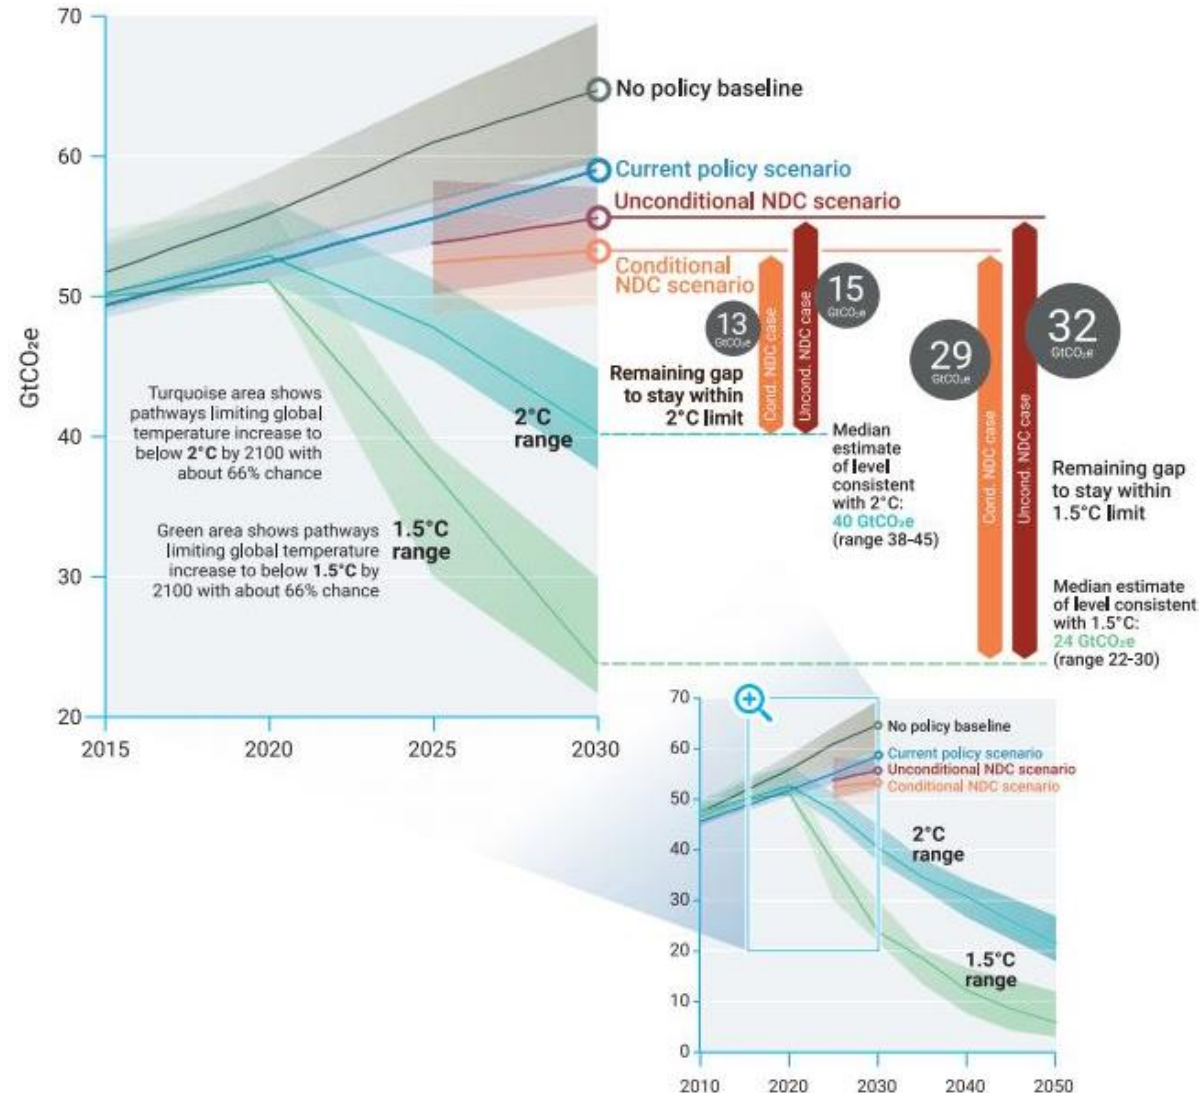 70
60
50
40
30
20
GtCO₂e
2015
2020
2025
2030
No policy baseline
Current policy scenario
Unconditional NDC scenario
Conditional
NDC scenario
Turquoise area shows
pathways limiting global
temperature increase to
below 2°C by 2100 with
about 66% chance
Green area shows pathways
limiting global temperature
increase to below 1.5°C by
2100 with about 66% chance
2°C
range
1.5°C
range
13
GtCO₂e
15
GtCO₂e
Cond. NDC case
Uncond. NDC case
Remaining gap
to stay within
2°C limit
Median
estimate
of level
consistent
with 2°C:
40 GtCO₂e
(range 38-45)
29
GtCO₂e
32
GtCO₂e
Cond. NDC case
Uncond. NDC case
Remaining gap
to stay within
1.5°C limit
Median estimate
of level consistent
with 1.5°C:
24 GtCO₂e
(range 22-30)
70
60
50
40
30
20
10
0
2010
2020
2030
2040
2050
No policy baseline
Current policy scenario
Unconditional NDC scenario
Conditional NDC scenario
2°C
range
1.5°C
range